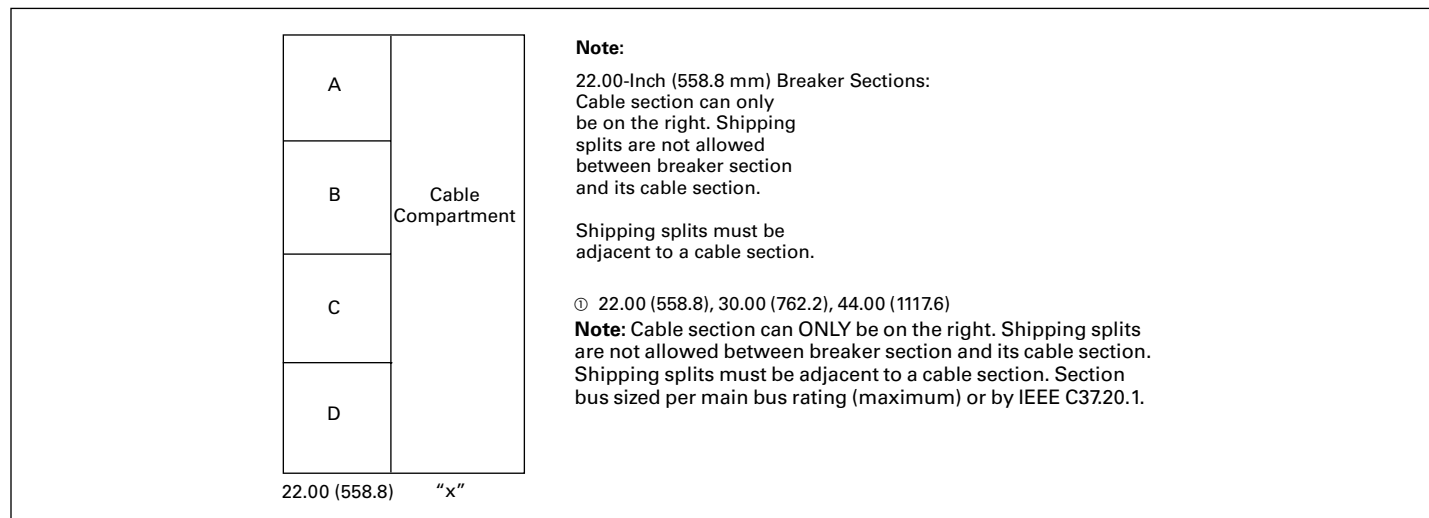 A
B
C
D
Cable
Compartment
22.00 (558.8)
“x”
Note:
22.00-Inch (558.8 mm) Breaker Sections:
Cable section can only
be on the right. Shipping
splits are not allowed
between breaker section
and its cable section.
Shipping splits must be
adjacent to a cable section.
① 22.00 (558.8), 30.00 (762.2), 44.00 (1117.6)
Note: Cable section can ONLY be on the right. Shipping splits
are not allowed between breaker section and its cable section.
Shipping splits must be adjacent to a cable section. Section
bus sized per main bus rating (maximum) or by IEEE C37.20.1.